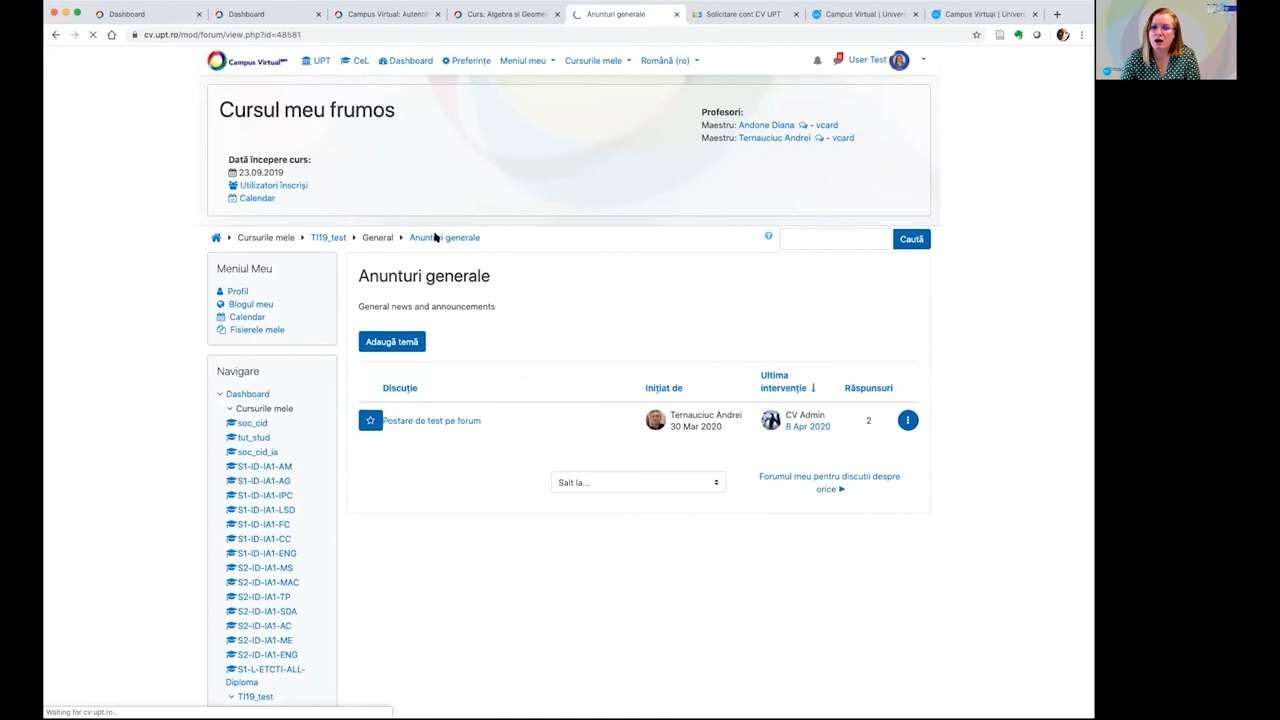 Dashboard
Dashboard
Campus Virtual: Autentifi
Curs: Algebra si Geomet
Anunturi generale
Solicitare cont CV UPT
Campus Virtual | Univers
Campus Virtual | Univers
cv.upt.ro/mod/forum/view.php?id=48581
Campus Virtual UPT
UPT
CeL
Dashboard
Preferințe
Meniul meu
Cursurile mele
Română (ro)
User Test
Cursul meu frumos
Profesori:
Maestru: Andone Diana - vcard
Maestru: Ternauciuc Andrei - vcard
Dată începere curs:
23.09.2019
Utilizatori înscriși
Calendar
Cursurile mele
TI19_test
General
Anunturi generale
Caută
Meniul Meu
Profil
Blogul meu
Calendar
Fisierele mele
Anunturi generale
General news and announcements
Adaugă temă
Discuție
Inițiat de
Ultima
intervenție ↓
Răspunsuri
Postare de test pe forum
Ternauciuc Andrei
30 Mar 2020
CV Admin
8 Apr 2020
2
Salt la...
Forumul meu pentru discutii despre
orice ►
Navigare
Dashboard
Cursurile mele
soc_cid
tut_stud
soc_cid_ia
S1-ID-IA1-AM
S1-ID-IA1-AG
S1-ID-IA1-IPC
S1-ID-IA1-LSD
S1-ID-IA1-FC
S1-ID-IA1-CC
S1-ID-IA1-ENG
S2-ID-IA1-MS
S2-ID-IA1-MAC
S2-ID-IA1-TP
S2-ID-IA1-SDA
S2-ID-IA1-AC
S2-ID-IA1-ME
S2-ID-IA1-ENG
S1-L-ETCTI-ALL-
Diploma
TI19_test
Waiting for cv.upt.ro...